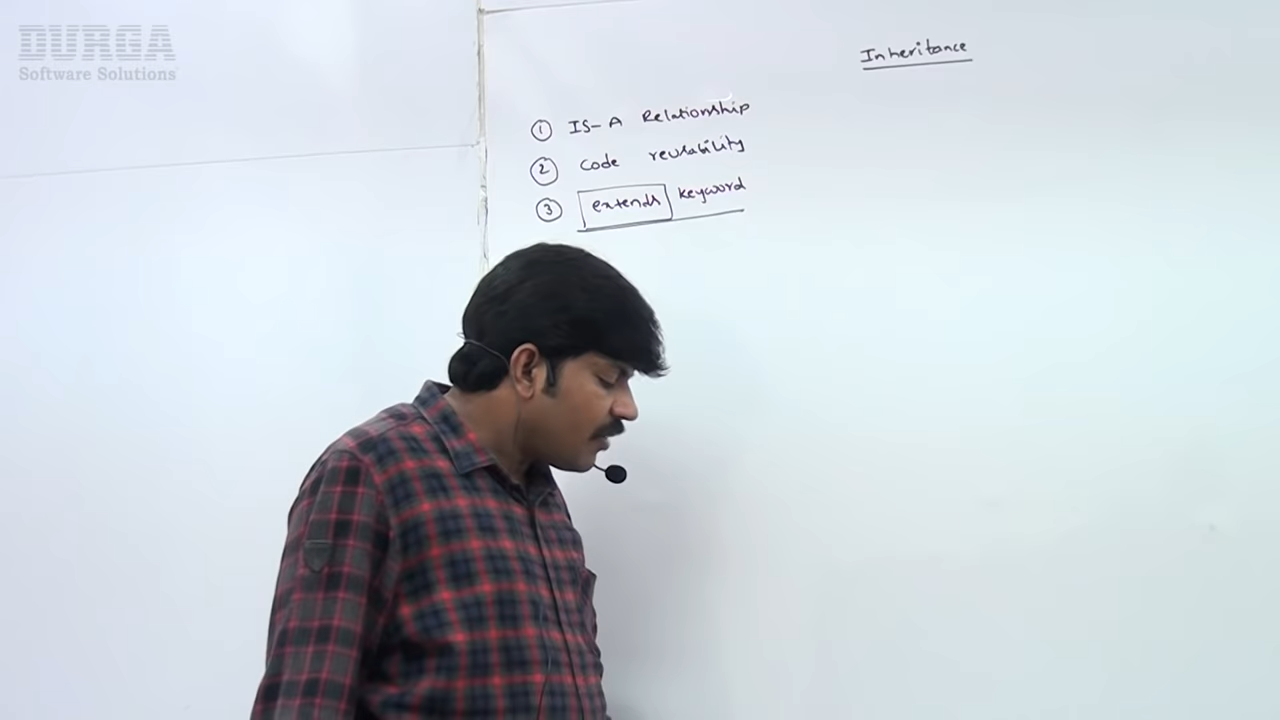 DURGA
Software Solutions
Inheritance
① IS-A Relationship
② Code reusability
③ extends keyword